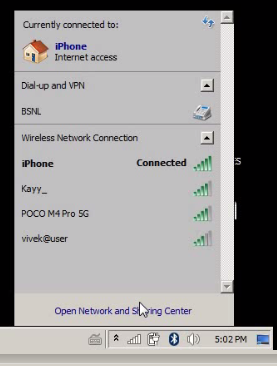 Currently connected to:
iPhone
Internet access
Dial-up and VPN
BSNL
Wireless Network Connection
iPhone Connected
Kayy_
POCO M4 Pro 5G
vivek@user
Open Network and Sharing Center
5:02 PM